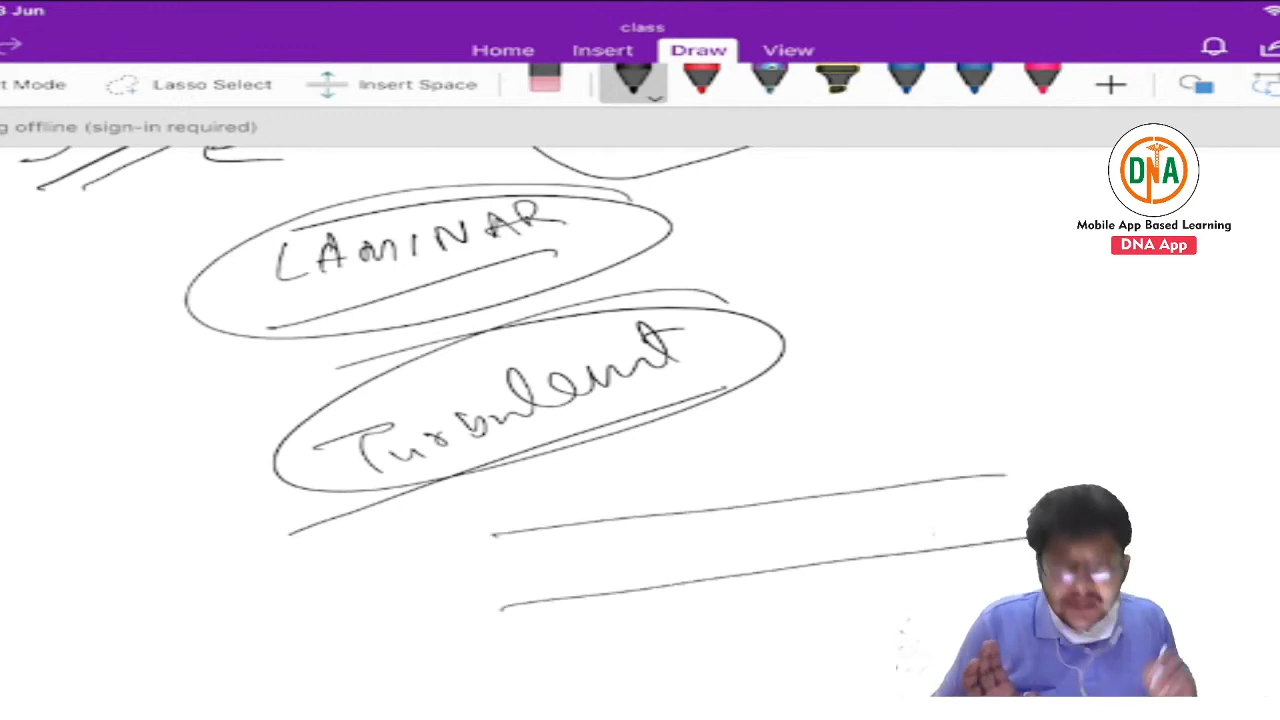 3 Jun
class
Home Insert Draw View
t Mode Lasso Select Insert Space
g offline (sign-in required)
DNA
Mobile App Based Learning
DNA App
LAMINAR
Turbulent